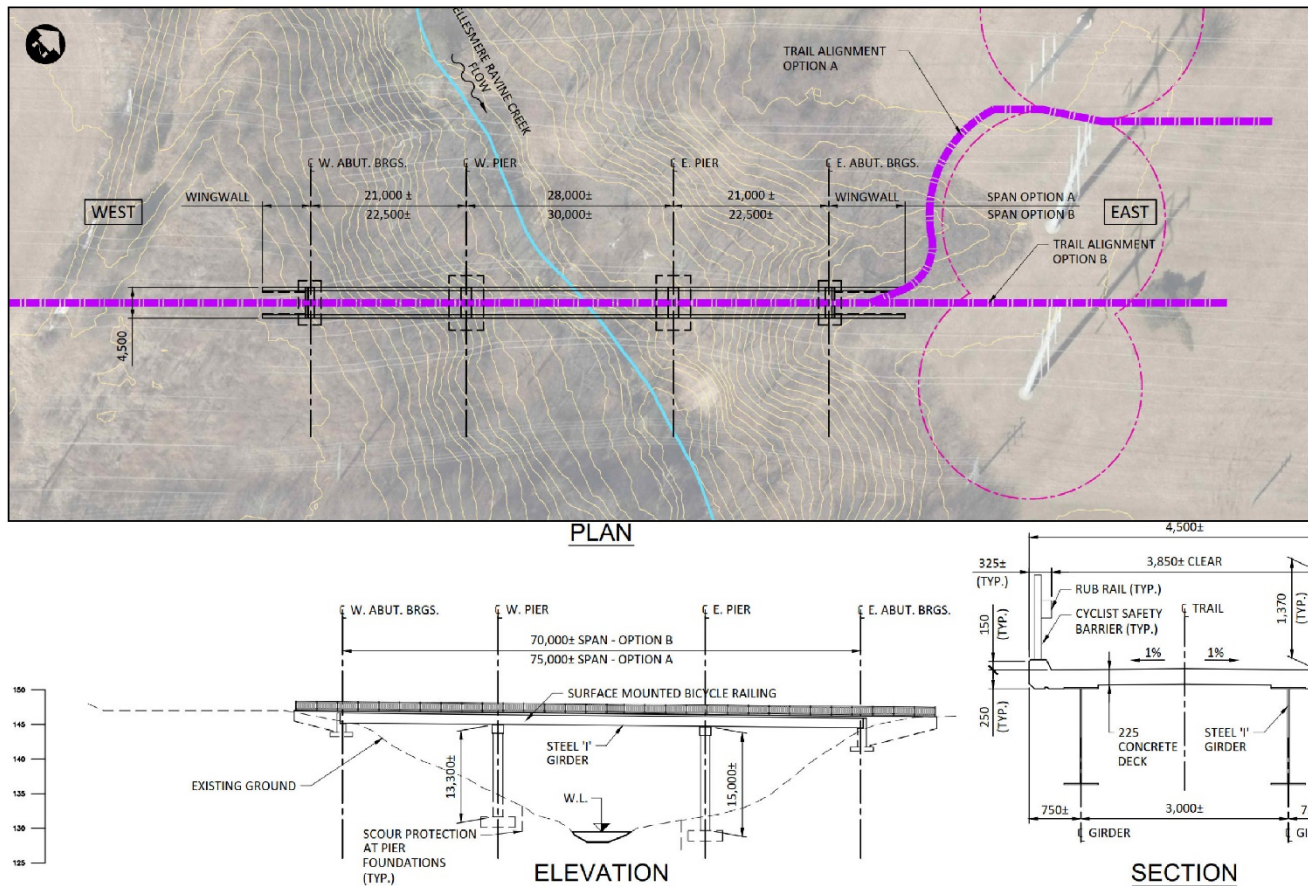 ELLESMERE RAVINE CREEK
FLOW
TRAIL ALIGNMENT
OPTION A
℄ W. ABUT. BRGS.
℄ W. PIER
℄ E. PIER
℄ E. ABUT. BRGS.
WINGWALL
21,000 ±
28,000±
21,000 ±
WINGWALL
SPAN OPTION A
22,500±
30,000±
22,500±
SPAN OPTION B
WEST
EAST
TRAIL ALIGNMENT
OPTION B
4,500
PLAN
℄ W. ABUT. BRGS.
℄ W. PIER
℄ E. PIER
℄ E. ABUT. BRGS.
70,000± SPAN - OPTION B
75,000± SPAN - OPTION A
SURFACE MOUNTED BICYCLE RAILING
150
145
140
135
130
125
STEEL 'I'
GIRDER
13,300±
15,000±
EXISTING GROUND
W.L.
SCOUR PROTECTION
AT PIER
FOUNDATIONS
(TYP.)
ELEVATION
4,500±
325±
(TYP.)
3,850± CLEAR
RUB RAIL (TYP.)
CYCLIST SAFETY
BARRIER (TYP.)
℄ TRAIL
1,370
(TYP.)
150
(TYP.)
1%
1%
250
(TYP.)
225
CONCRETE
DECK
STEEL 'I'
GIRDER
750±
3,000±
℄ GIRDER
SECTION